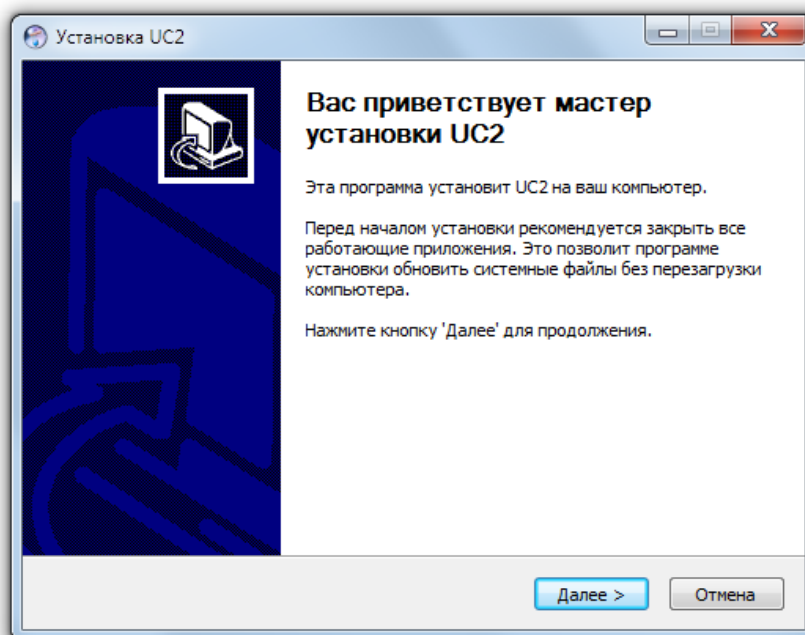 Установка UC2
Вас приветствует мастер
установки UC2
Эта программа установит UC2 на ваш компьютер.
Перед началом установки рекомендуется закрыть все
работающие приложения. Это позволит программе
установки обновить системные файлы без перезагрузки
компьютера.
Нажмите кнопку 'Далее' для продолжения.
Далее >
Отмена